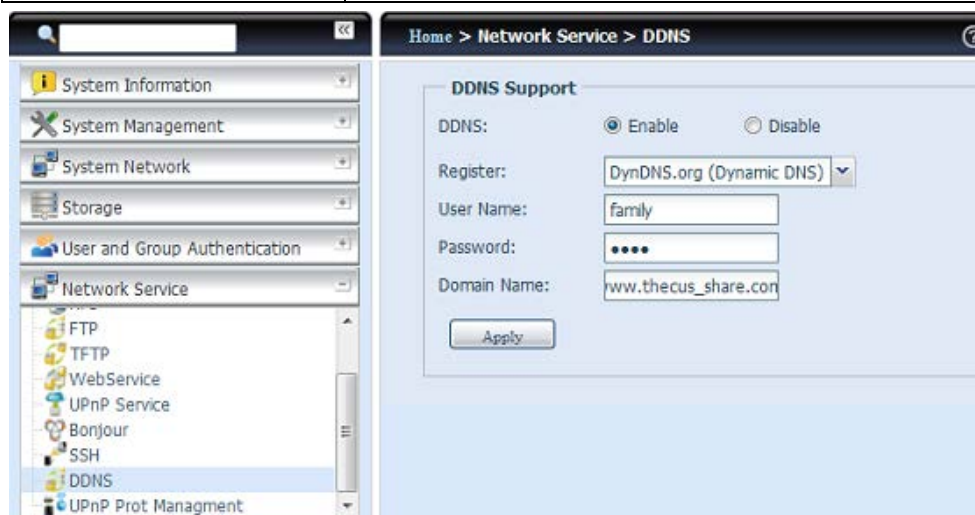 Home > Network Service > DDNS
System Information
System Management
System Network
Storage
User and Group Authentication
Network Service
FTP
TFTP
WebService
UPnP Service
Bonjour
SSH
DDNS
UPnP Prot Managment
DDNS Support
DDNS: Enable Disable
Register: DynDNS.org (Dynamic DNS)
User Name: family
Password: ••••
Domain Name: www.thecus_share.con
Apply